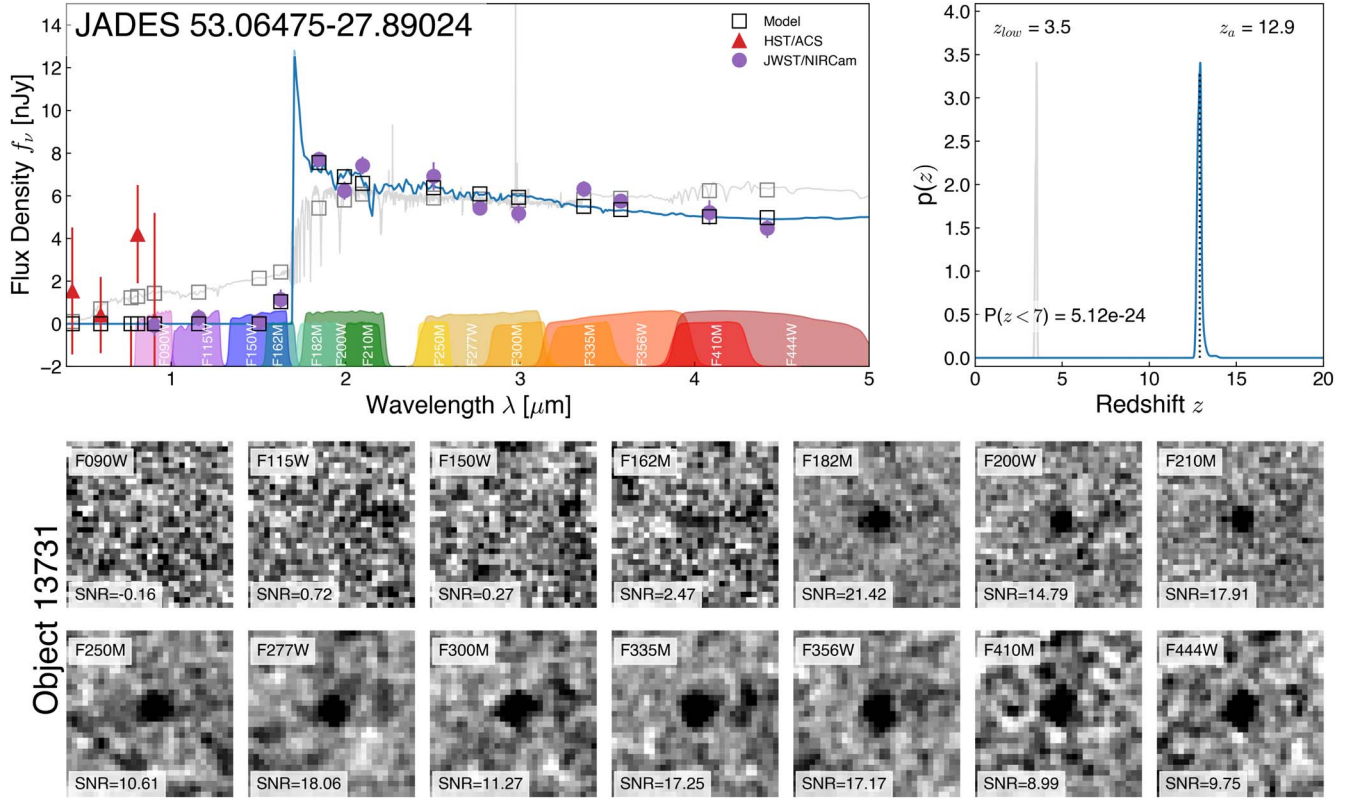 JADES 53.06475-27.89024
Model
HST/ACS
JWST/NIRCam
Flux Density fν [nJy]
14
12
10
8
6
4
2
0
−2
F090W
F115W
F150W
F162M
F182M
F200W
F210M
F250M
F277W
F300M
F335M
F356W
F410M
F444W
1
2
3
4
5
Wavelength λ [μm]
zlow = 3.5
za = 12.9
p(z)
4.0
3.5
3.0
2.5
2.0
1.5
1.0
0.5
0.0
P(z < 7) = 5.12e-24
0
5
10
15
20
Redshift z
Object 13731
F090W
F115W
F150W
F162M
F182M
F200W
F210M
SNR=-0.16
SNR=0.72
SNR=0.27
SNR=2.47
SNR=21.42
SNR=14.79
SNR=17.91
F250M
F277W
F300M
F335M
F356W
F410M
F444W
SNR=10.61
SNR=18.06
SNR=11.27
SNR=17.25
SNR=17.17
SNR=8.99
SNR=9.75